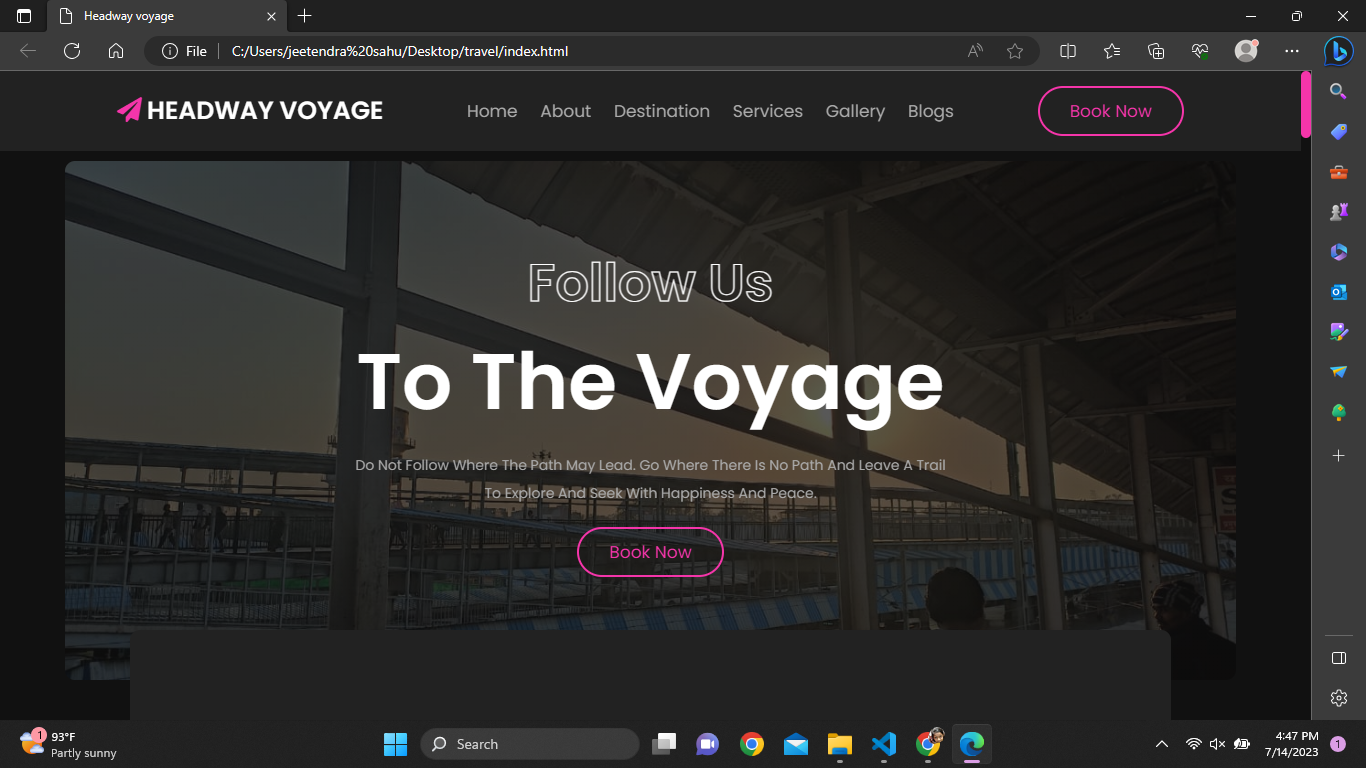 Headway voyage
File
C:/Users/jeetendra%20sahu/Desktop/travel/index.html
HEADWAY VOYAGE
Home About Destination Services Gallery Blogs
Book Now
Follow Us
To The Voyage
Do Not Follow Where The Path May Lead. Go Where There Is No Path And Leave A Trail
To Explore And Seek With Happiness And Peace.
Book Now
1
93°F
Partly sunny
Search
4:47 PM
7/14/2023
1